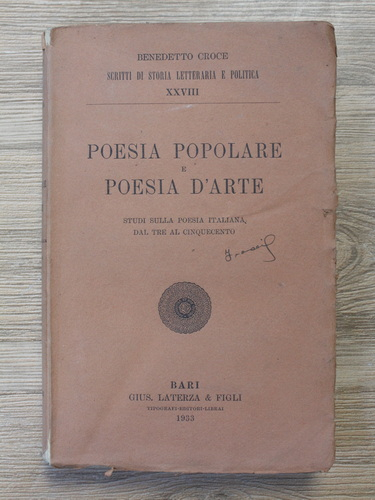 BENEDETTO CROCE
SCRITTI DI STORIA LETTERARIA E POLITICA
XXVIII
POESIA POPOLARE
E
POESIA D'ARTE
STUDI SULLA POESIA ITALIANA
DAL TRE AL CINQUECENTO
BARI
GIUS. LATERZA & FIGLI
TIPOGRAFI-EDITORI-LIBRAI
1933